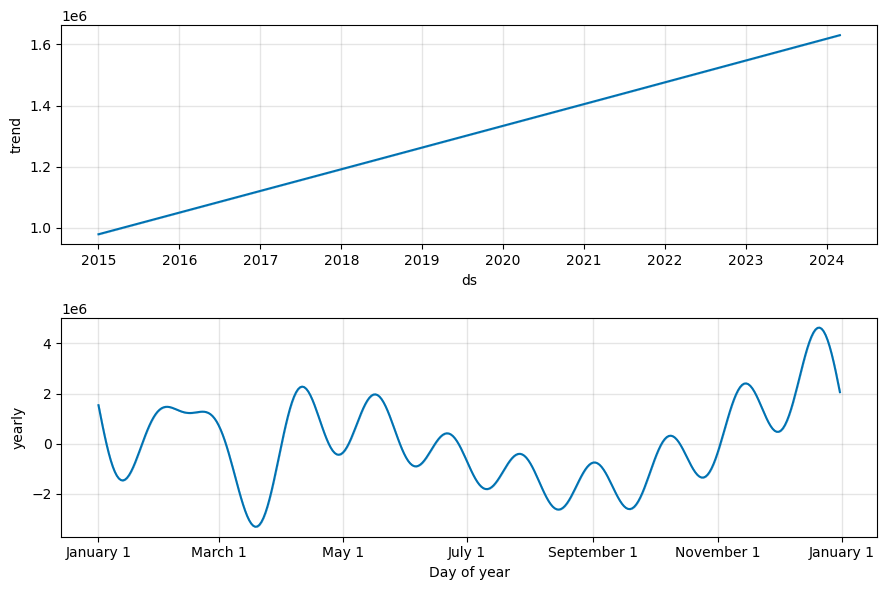 1e6
1.6
1.4
1.2
1.0
trend
2015 2016 2017 2018 2019 2020 2021 2022 2023 2024
ds
1e6
4
2
0
−2
yearly
January 1 March 1 May 1 July 1 September 1 November 1 January 1
Day of year